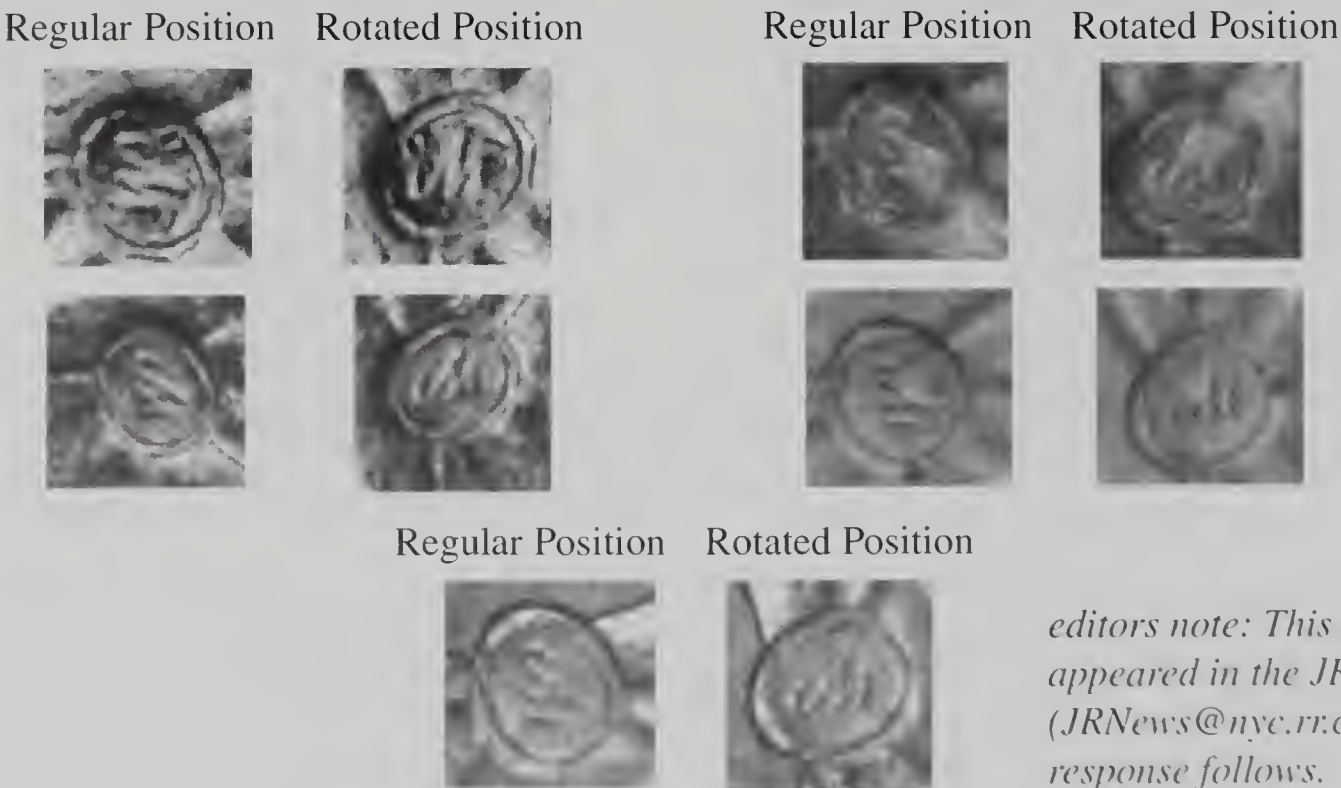 Regular Position Rotated Position Regular Position Rotated Position
Regular Position Rotated Position
editors note: This
appeared in the JR
(JRNews@nyc.rr.c
response follows.